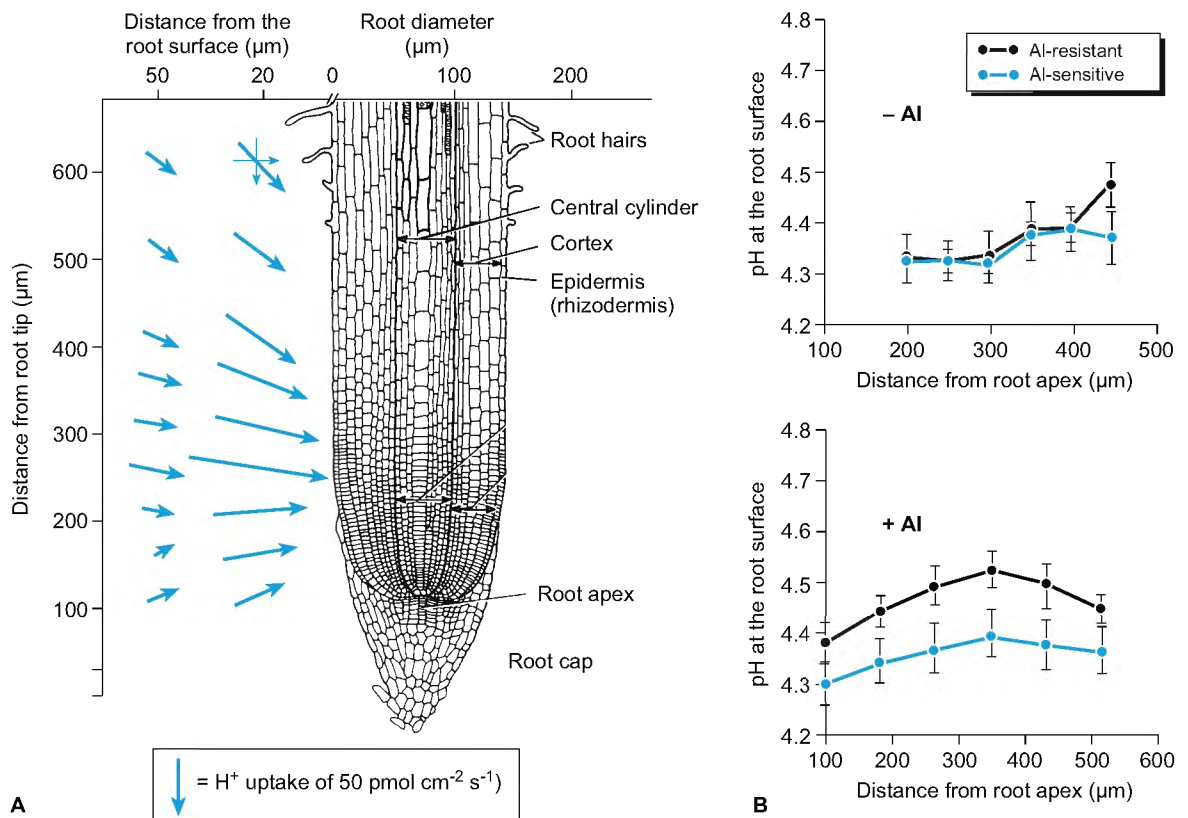 Distance from the
root surface (µm)
50
20
Root diameter
(µm)
0
100
200
Distance from root tip (µm)
600
500
400
300
200
100
Root hairs
Central cylinder
Cortex
Epidermis
(rhizodermis)
Root apex
Root cap
= H⁺ uptake of 50 pmol cm⁻² s⁻¹)
A
pH at the root surface
4.8
4.7
4.6
4.5
4.4
4.3
4.2
Al-resistant
Al-sensitive
– Al
100
200
300
400
500
Distance from root apex (µm)
pH at the root surface
4.8
4.7
4.6
4.5
4.4
4.3
4.2
+ Al
100
200
300
400
500
600
Distance from root apex (µm)
B